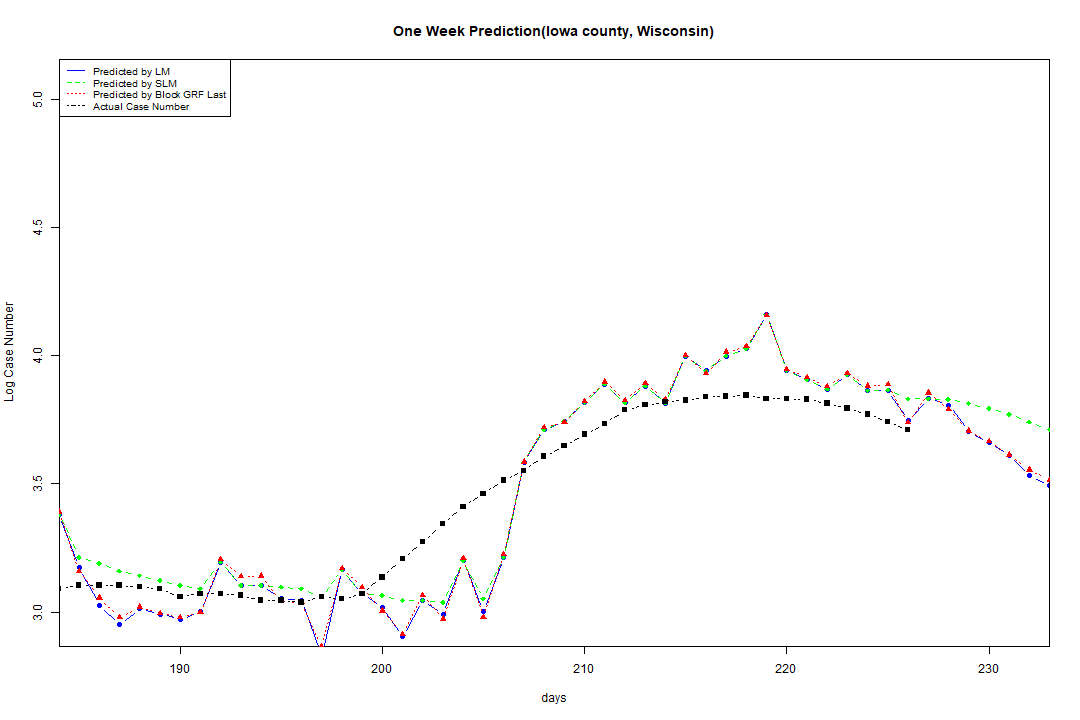 One Week Prediction(Iowa county, Wisconsin)
Predicted by LM
Predicted by SLM
Predicted by Block GRF Last
Actual Case Number
5.0
4.5
4.0
3.5
3.0
Log Case Number
190 200 210 220 230
days